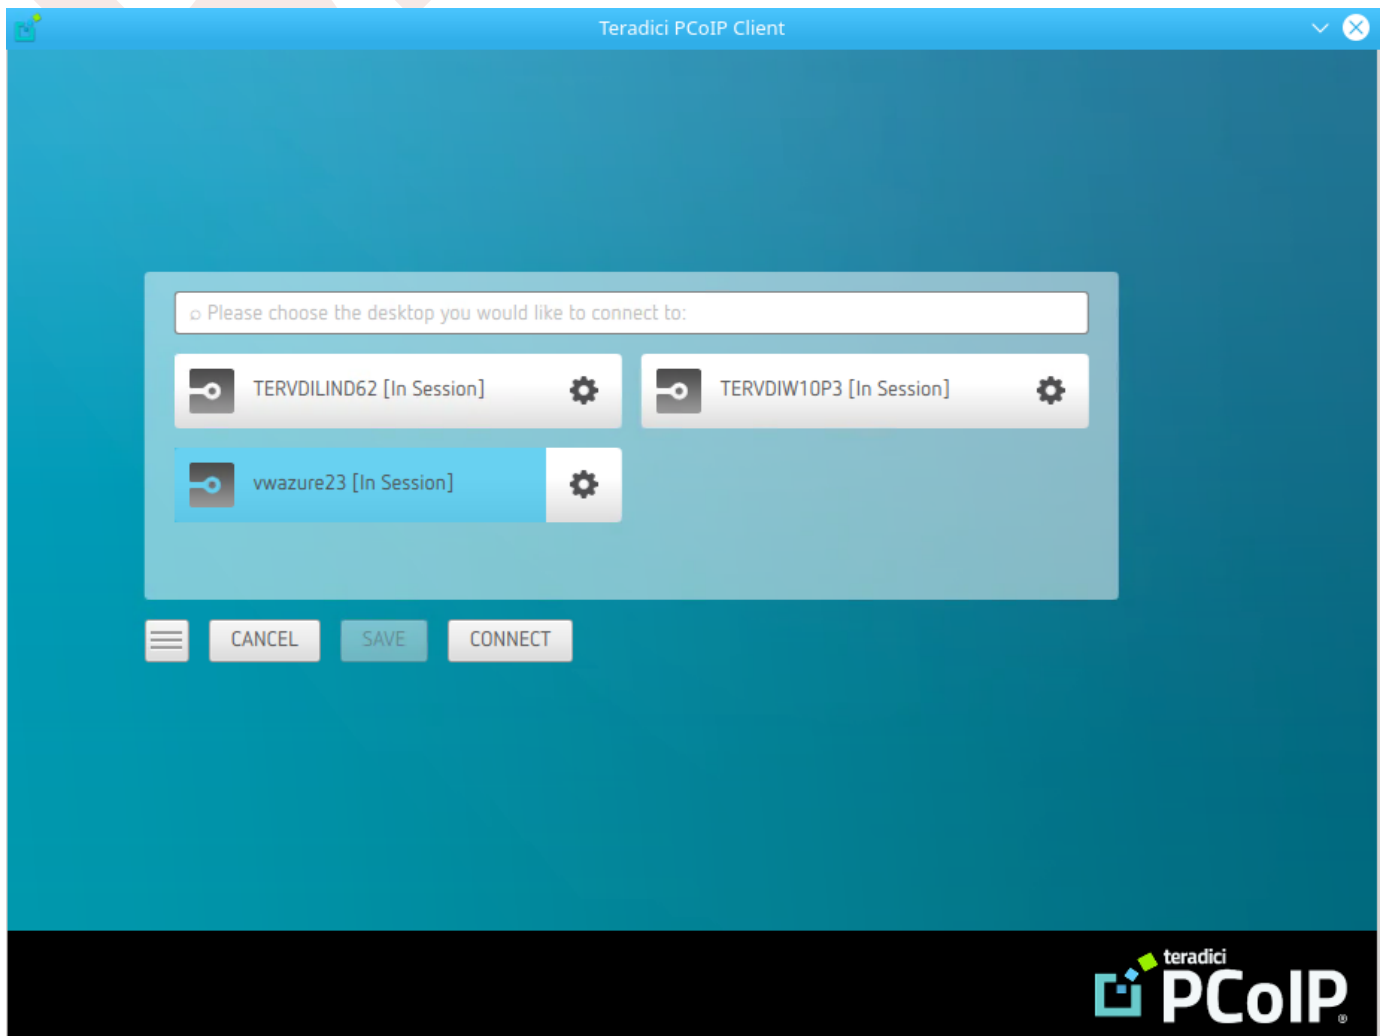 Teradici PCoIP Client
Please choose the desktop you would like to connect to:
TERVDILIND62 [In Session]
TERVDIW10P3 [In Session]
vwazure23 [In Session]
CANCEL
SAVE
CONNECT
teradici
PCoIP®